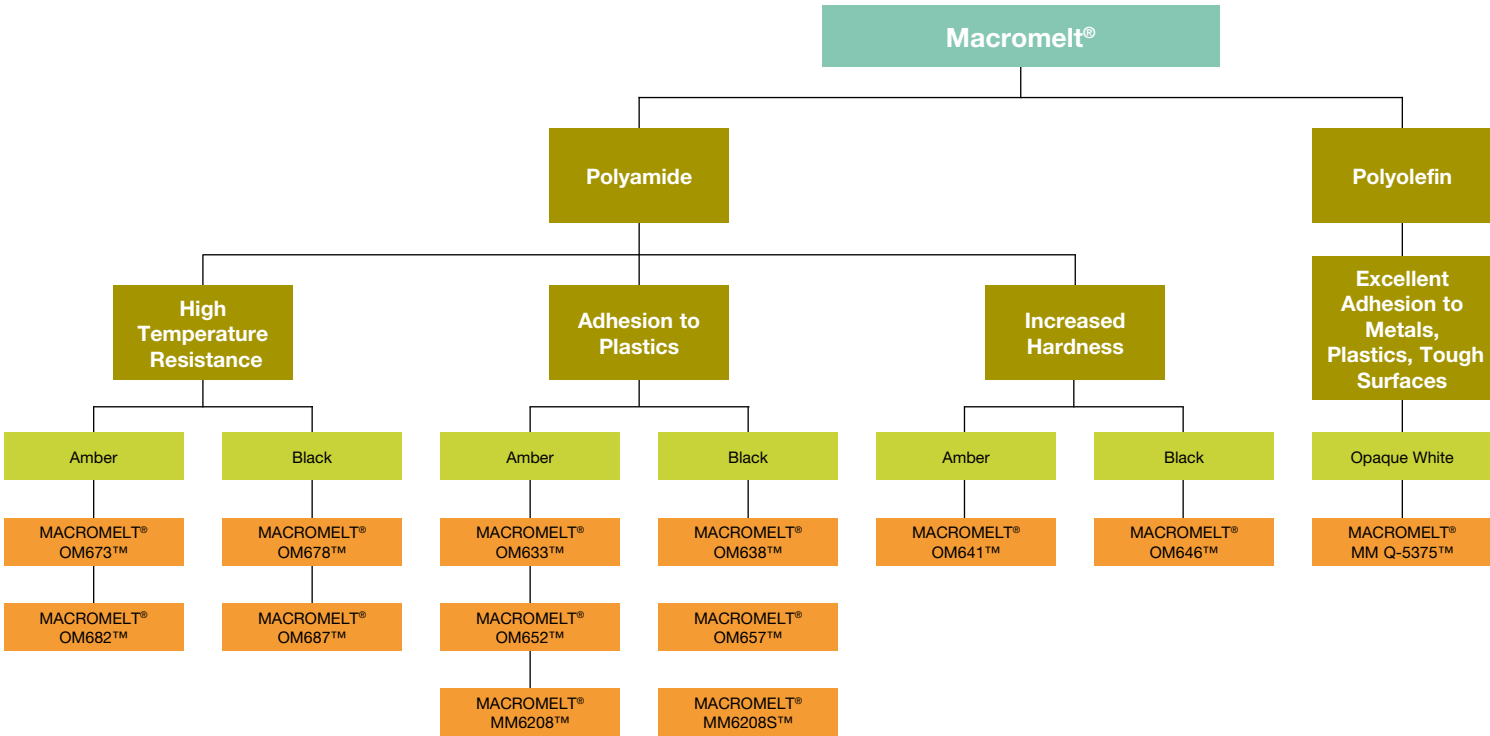 Macromelt®
Polyamide
Polyolefin
High
Temperature
Resistance
Adhesion to
Plastics
Increased
Hardness
Excellent
Adhesion to
Metals,
Plastics, Tough
Surfaces
Amber
Black
Amber
Black
Amber
Black
Opaque White
MACROMELT®
OM673™
MACROMELT®
OM678™
MACROMELT®
OM633™
MACROMELT®
OM638™
MACROMELT®
OM641™
MACROMELT®
OM646™
MACROMELT®
MM Q-5375™
MACROMELT®
OM682™
MACROMELT®
OM687™
MACROMELT®
OM652™
MACROMELT®
OM657™
MACROMELT®
MM6208™
MACROMELT®
MM6208S™